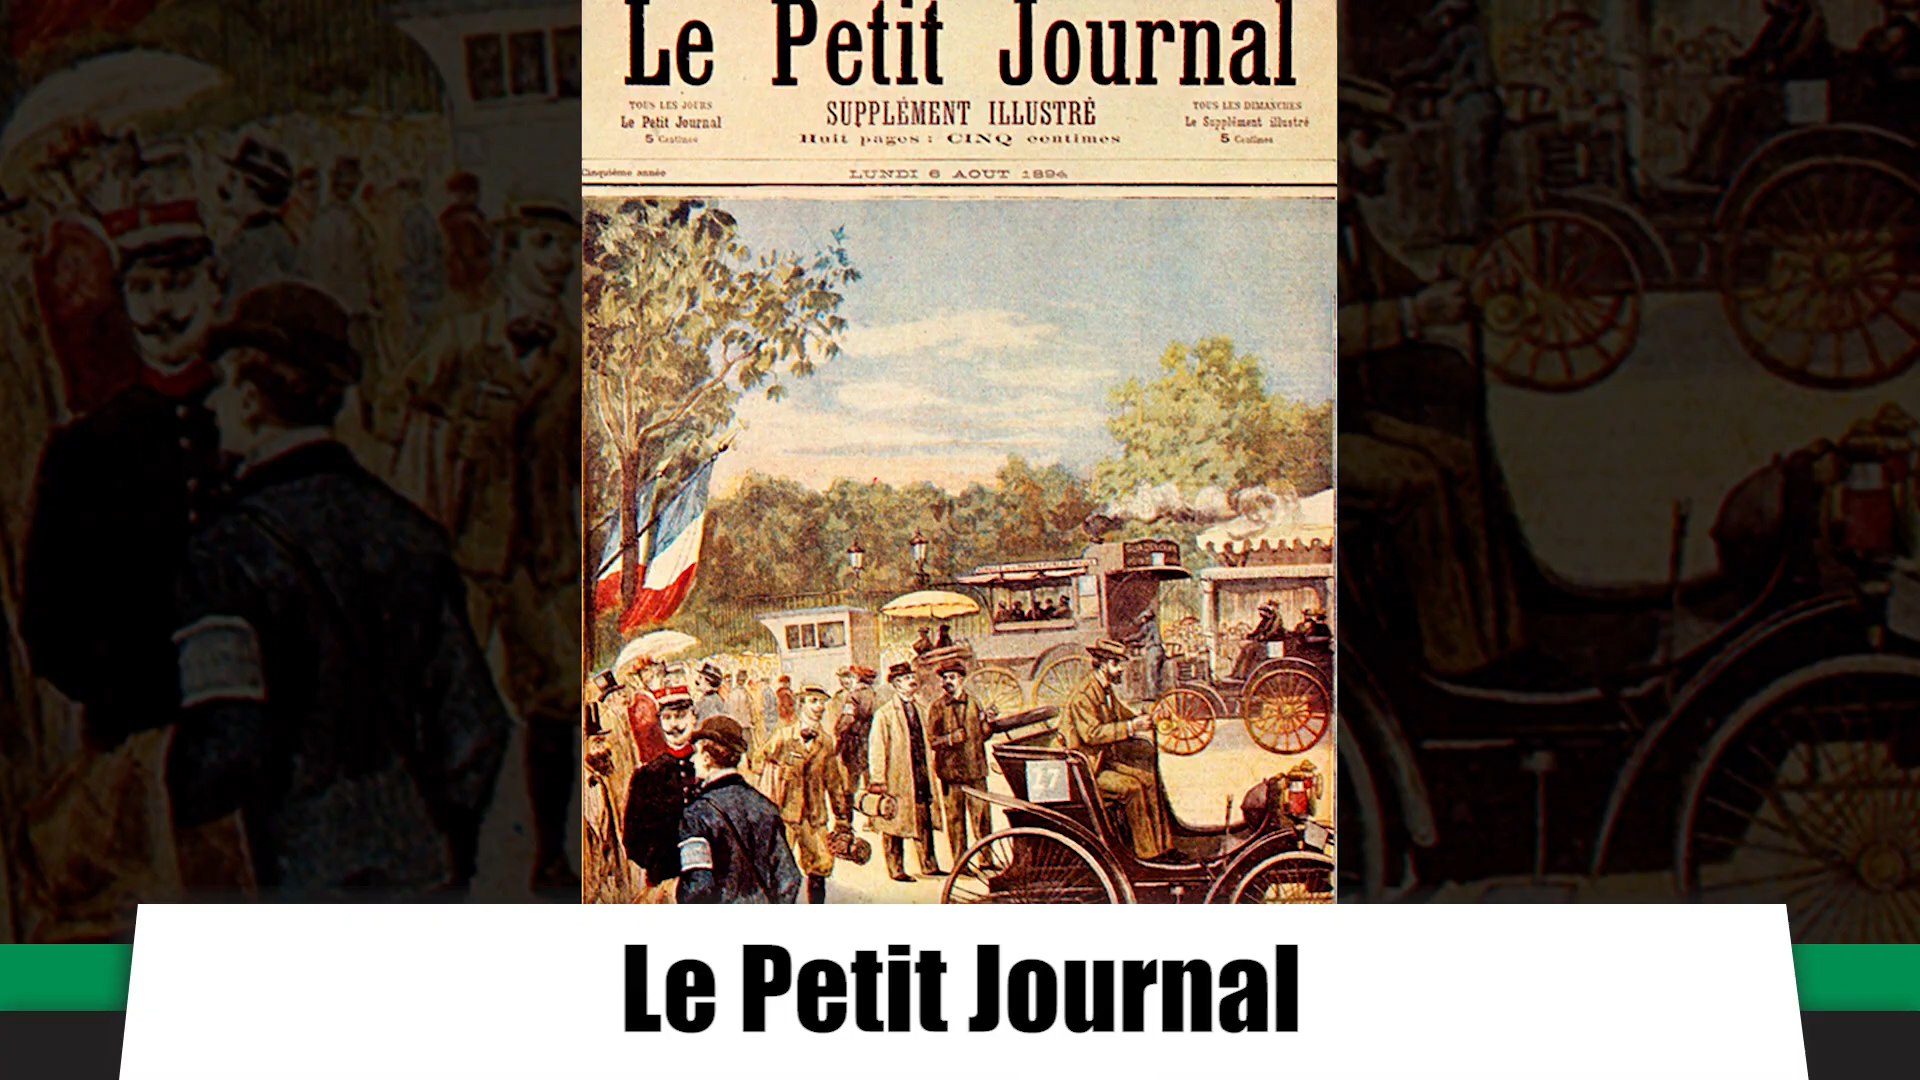 Le Petit Journal
TOUS LES JOURS
Le Petit Journal
5 Centimes
SUPPLÉMENT ILLUSTRÉ
Huit pages : CINQ centimes
TOUS LES DIMANCHES
Le Supplément illustré
5 Centimes
Cinquième année
LUNDI 6 AOUT 1894
27
Le Petit Journal